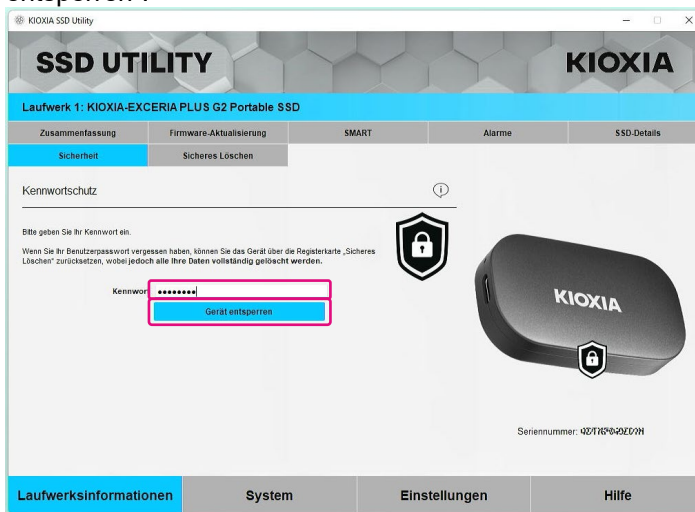 KIOXIA SSD Utility
SSD UTILITY
KIOXIA
Laufwerk 1: KIOXIA-EXCERIA PLUS G2 Portable SSD
Zusammenfassung
Firmware-Aktualisierung
SMART
Alarme
SSD-Details
Sicherheit
Sicheres Löschen
Kennwortschutz
Bitte geben Sie Ihr Kennwort ein.
Wenn Sie Ihr Benutzerpasswort vergessen haben, können Sie das Gerät über die Registerkarte „Sicheres
Löschen" zurücksetzen, wobei jedoch alle Ihre Daten vollständig gelöscht werden.
Kennwor
Gerät entsperren
KIOXIA
Seriennummer:
Laufwerksinformationen
System
Einstellungen
Hilfe